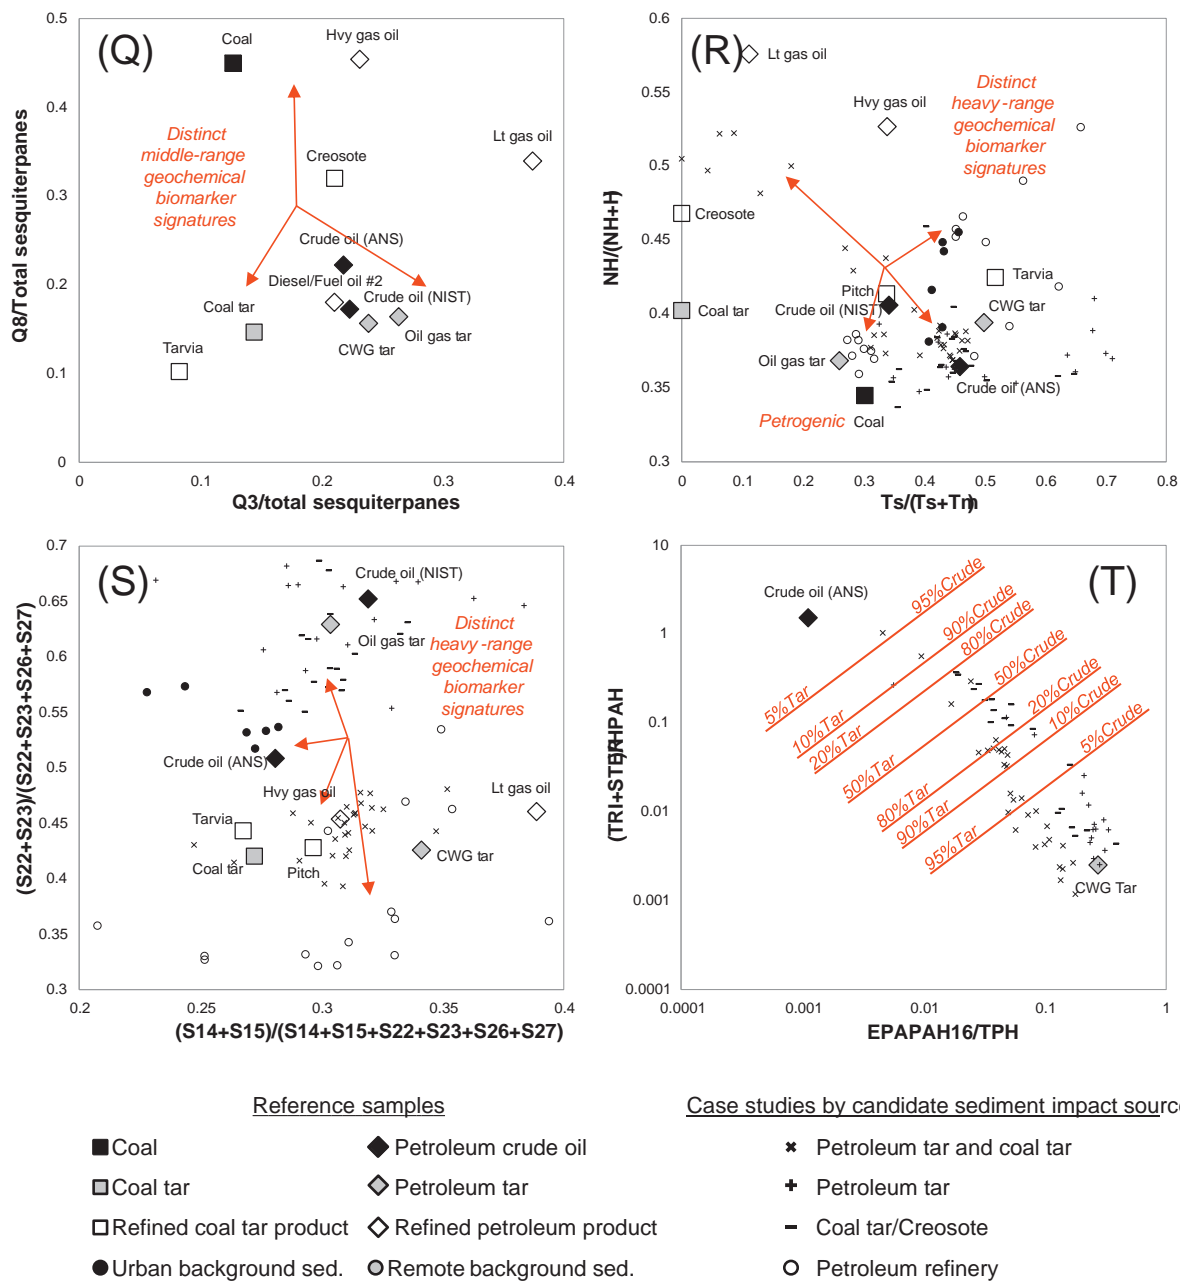 (Q)
0.5
0.4
0.3
0.2
0.1
0
0
0.1
0.2
0.3
0.4
Q8/Total sesquiterpanes
Q3/total sesquiterpanes
Coal
Hvy gas oil
Lt gas oil
Distinct
middle-range
geochemical
biomarker
signatures
Creosote
Crude oil (ANS)
Diesel/Fuel oil #2
Crude oil (NIST)
Coal tar
Oil gas tar
CWG tar
Tarvia
(R)
0.6
0.55
0.5
0.45
0.4
0.35
0.3
0
0.1
0.2
0.3
0.4
0.5
0.6
0.7
0.8
NH/(NH+H)
Ts/(Ts+Tm)
Lt gas oil
Hvy gas oil
Distinct
heavy-range
geochemical
biomarker
signatures
Creosote
Tarvia
Pitch
Coal tar
Crude oil (NIST)
CWG tar
Oil gas tar
Crude oil (ANS)
Petrogenic
Coal
(S)
0.7
0.65
0.6
0.55
0.5
0.45
0.4
0.35
0.3
0.2
0.25
0.3
0.35
0.4
(S22+S23)/(S22+S23+S26+S27)
(S14+S15)/(S14+S15+S22+S23+S26+S27)
Crude oil (NIST)
Oil gas tar
Distinct
heavy-range
geochemical
biomarker
signatures
Crude oil (ANS)
Hvy gas oil
Lt gas oil
Tarvia
Coal tar
Pitch
CWG tar
(T)
10
1
0.1
0.01
0.001
0.0001
0.0001
0.001
0.01
0.1
1
EPAPAH16/TPH
Crude oil (ANS)
95%Crude
90%Crude
80%Crude
50%Crude
20%Crude
10%Crude
5%Crude
5%Tar
10%Tar
20%Tar
50%Tar
80%Tar
90%Tar
95%Tar
CWG Tar
Reference samples
Coal
Petroleum crude oil
Coal tar
Petroleum tar
Refined coal tar product
Refined petroleum product
Urban background sed.
Remote background sed.
Case studies by candidate sediment impact source
Petroleum tar and coal tar
Petroleum tar
Coal tar/Creosote
Petroleum refinery